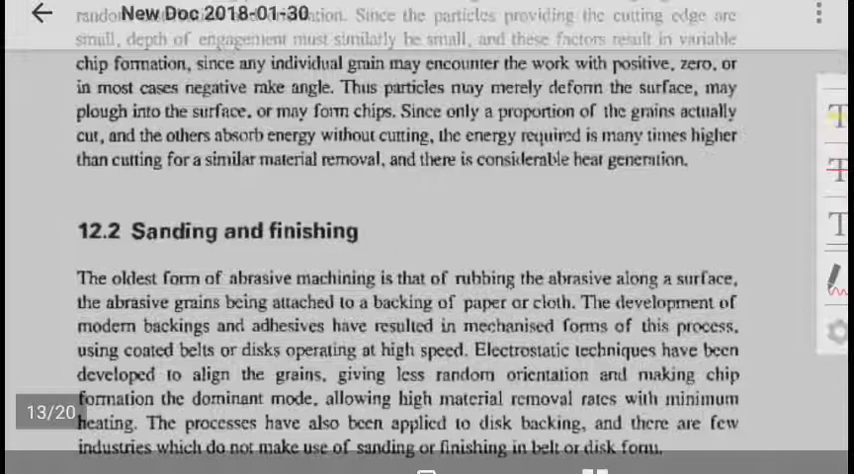 New Doc 2018-01-30
ation. Since the particles providing the cutting edge are
small, depth of engagement must similarly be small, and these factors result in variable
chip formation, since any individual grain may encounter the work with positive, zero, or
in most cases negative rake angle. Thus particles may merely deform the surface, may
plough into the surface, or may form chips. Since only a proportion of the grains actually
cut, and the others absorb energy without cutting, the energy required is many times higher
than cutting for a similar material removal, and there is considerable heat generation.
12.2 Sanding and finishing
The oldest form of abrasive machining is that of rubbing the abrasive along a surface,
the abrasive grains being attached to a backing of paper or cloth. The development of
modern backings and adhesives have resulted in mechanised forms of this process,
using coated belts or disks operating at high speed. Electrostatic techniques have been
developed to align the grains, giving less random orientation and making chip
formation the dominant mode, allowing high material removal rates with minimum
13/20
heating. The processes have also been applied to disk backing, and there are few
industries which do not make use of sanding or finishing in belt or disk form.
T
T
T